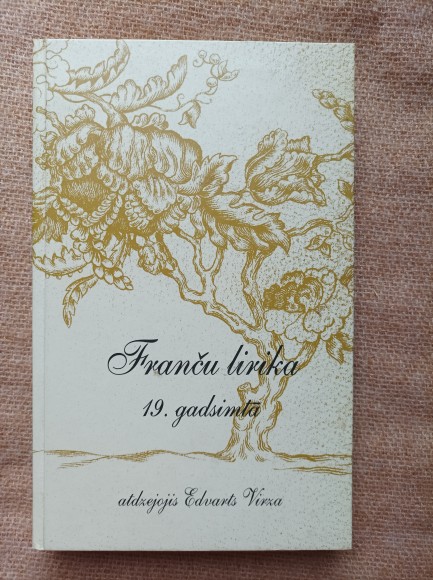 Franču lirika
19. gadsimtā
atdzejojis Edvarts Virza